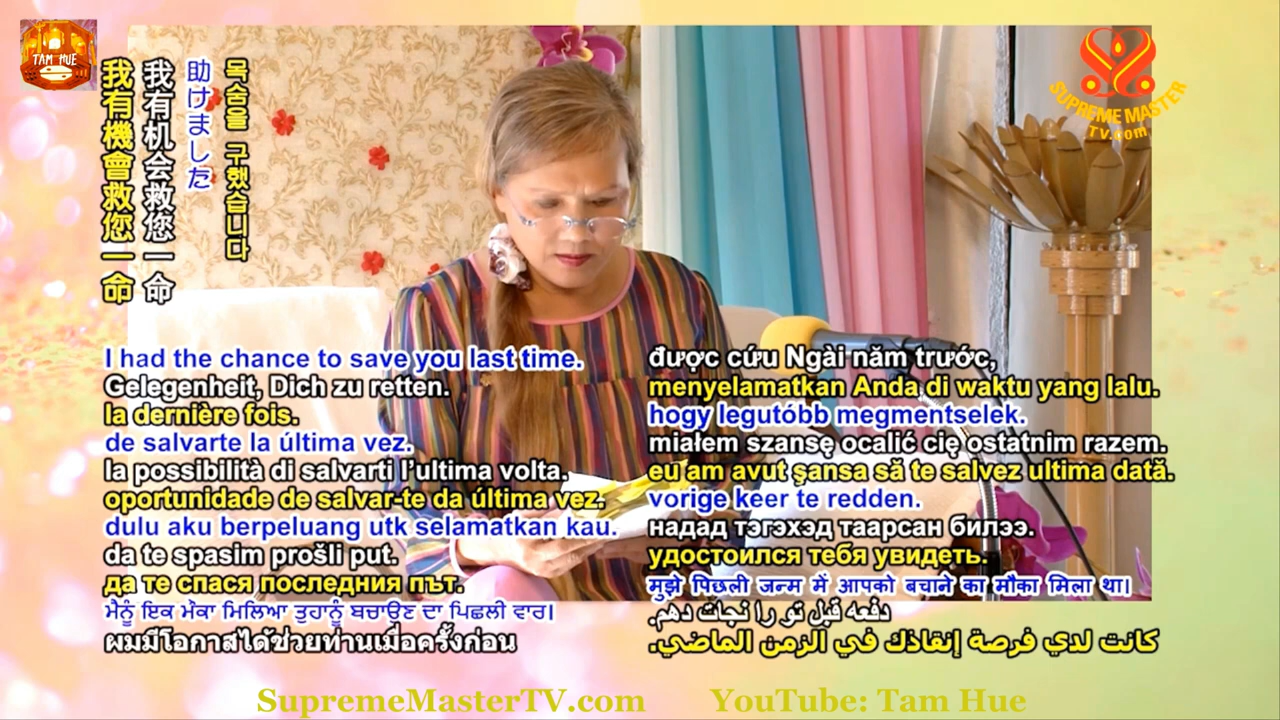 TAM HUE
SUPREME MASTER
TV.com
我有機會救您一命
我有机会救您一命
助けました
목숨을 구했습니다
I had the chance to save you last time.
Gelegenheit, Dich zu retten.
la dernière fois.
de salvarte la última vez.
la possibilità di salvarti l'ultima volta.
oportunidade de salvar-te da última vez.
dulu aku berpeluang utk selamatkan kau.
da te spasim prošli put.
да те спася последния път.
ਮੈਨੂੰ ਇਕ ਮੌਕਾ ਮਿਲਿਆ ਤੁਹਾਨੂੰ ਬਚਾਉਣ ਦਾ ਪਿਛਲੀ ਵਾਰ।
ผมมีโอกาสได้ช่วยท่านเมื่อครั้งก่อน
được cứu Ngài năm trước,
menyelamatkan Anda di waktu yang lalu.
hogy legutóbb megmentselek.
miałem szansę ocalić cię ostatnim razem.
eu am avut şansa să te salvez ultima dată.
vorige keer te redden.
надад тэгэхэд таарсан билээ.
удостоился тебя увидеть.
मुझे पिछली जन्म में आपको बचाने का मौका मिला था।
دفعه قبل تو را نجات دهم.
كانت لدي فرصة إنقاذك في الزمن الماضي.
SupremeMasterTV.com YouTube: Tam Hue